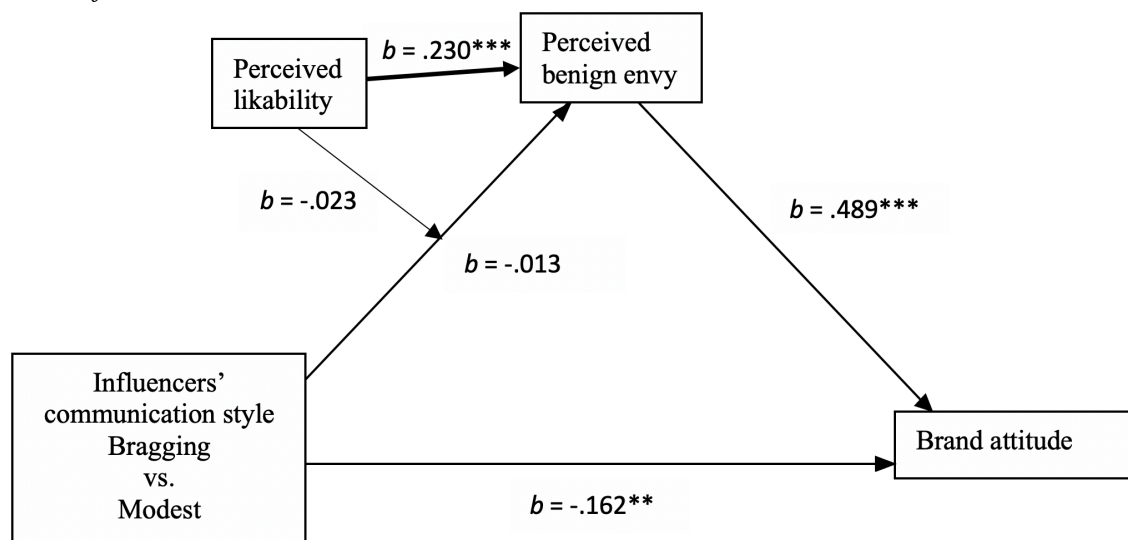 b = .230***
Perceived
likability
Perceived
benign envy
b = -.023
b = .489***
b = -.013
Influencers’
communication style
Bragging
vs.
Modest
Brand attitude
b = -.162**